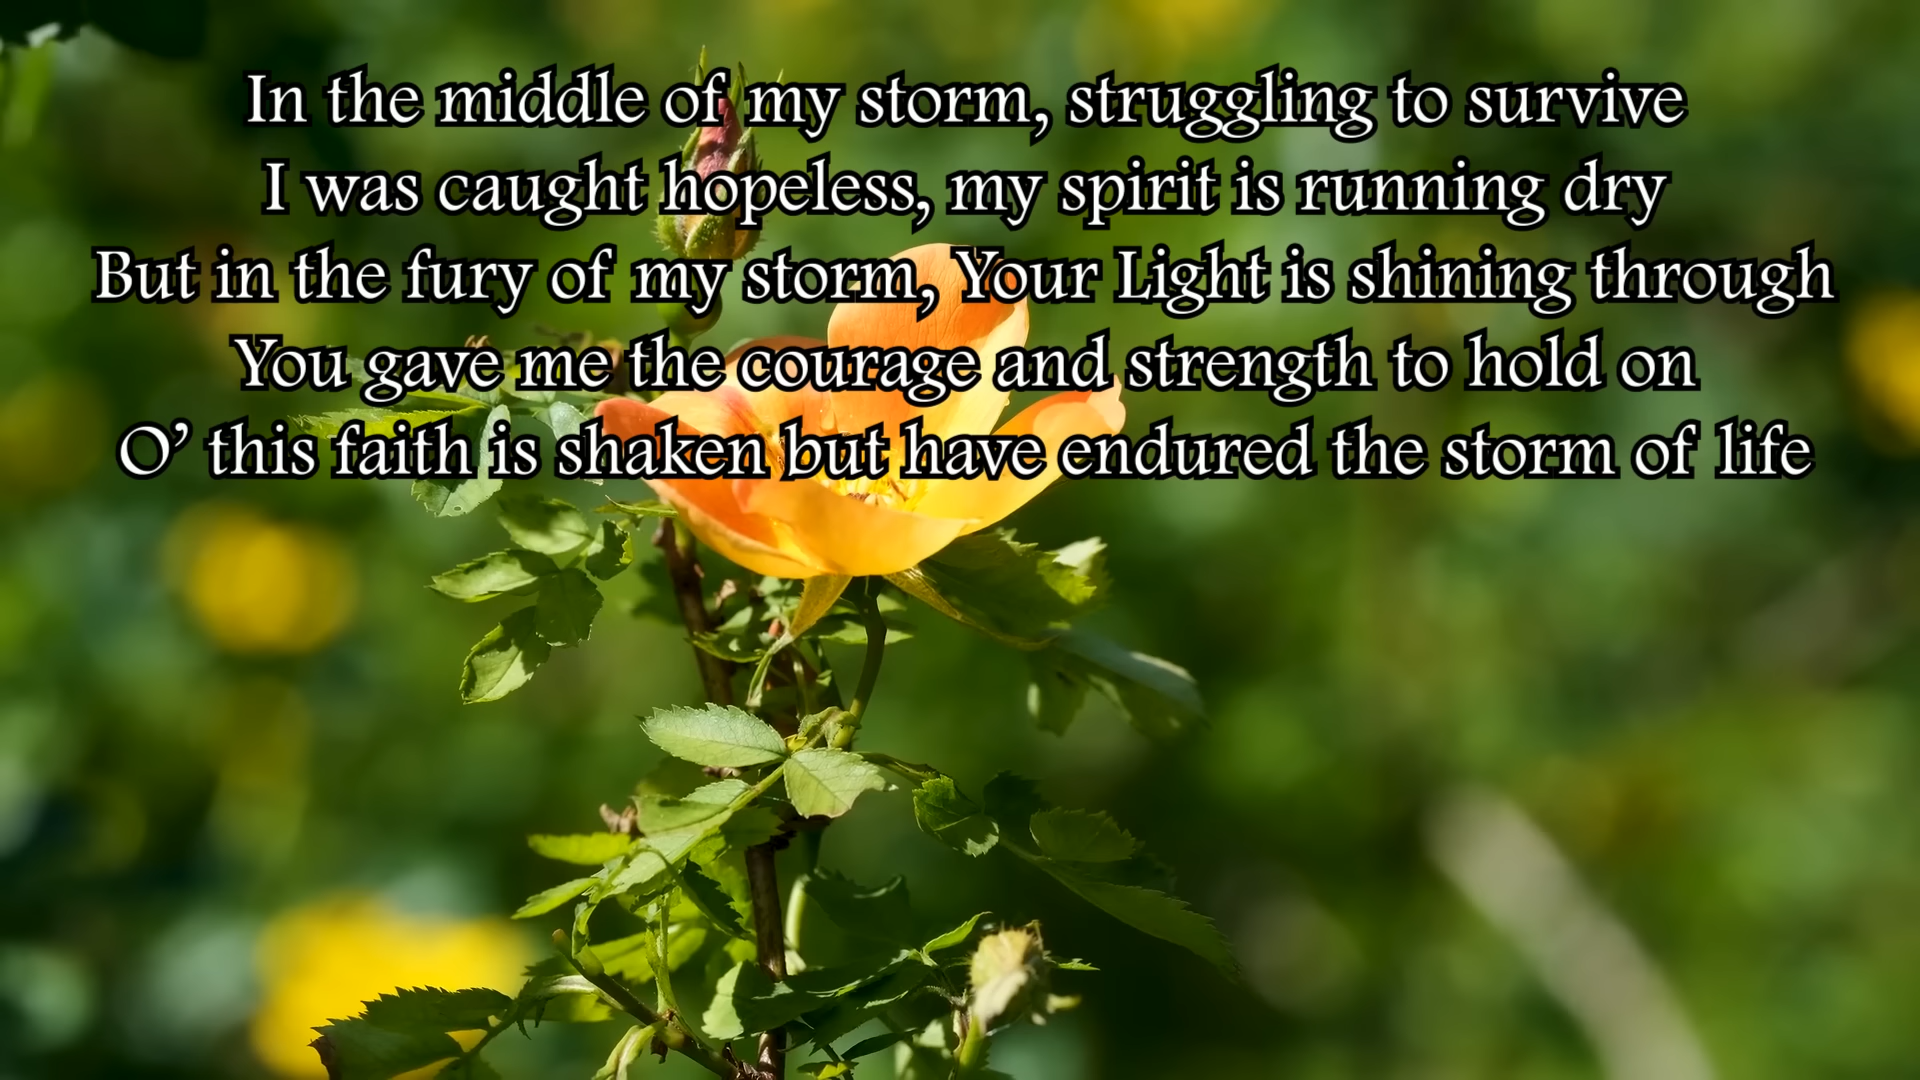 In the middle of my storm, struggling to survive
I was caught hopeless, my spirit is running dry
But in the fury of my storm, Your Light is shining through
You gave me the courage and strength to hold on
O’ this faith is shaken but have endured the storm of life